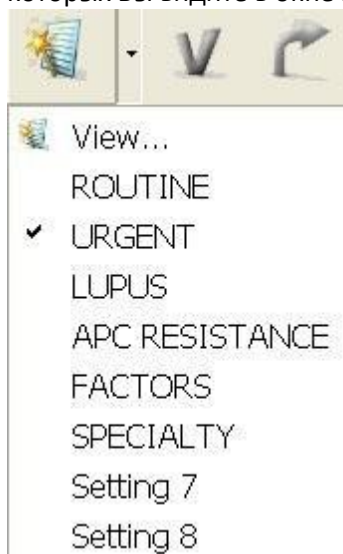 View...
ROUTINE
URGENT
LUPUS
APC RESISTANCE
FACTORS
SPECIALTY
Setting 7
Setting 8